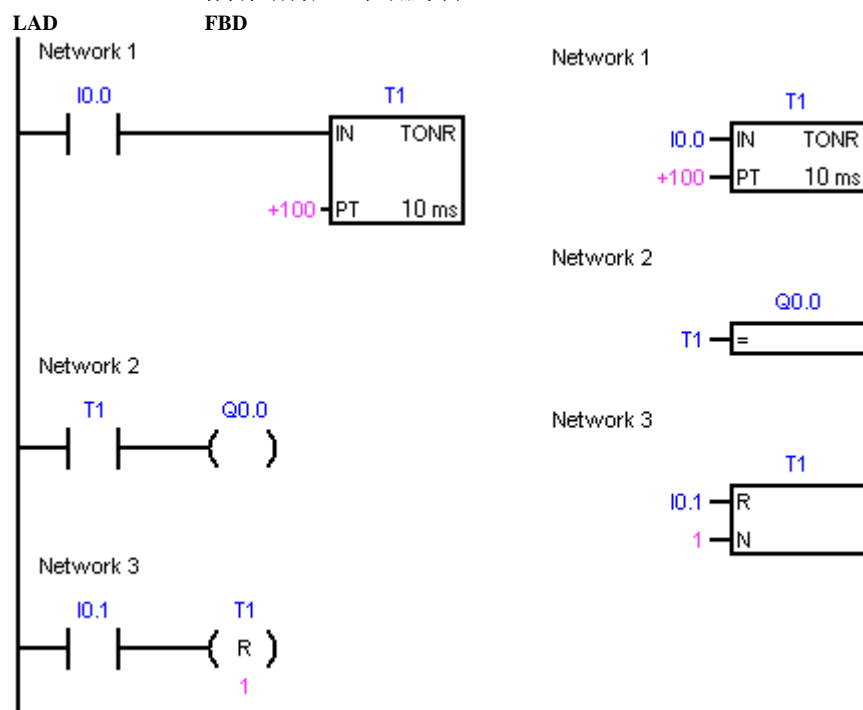 LAD FBD
Network 1
I0.0 T1
IN TONR
+100 PT 10 ms
Network 2
T1 Q0.0
Network 3
I0.1 T1
R
1
Network 1
T1
I0.0 IN TONR
+100 PT 10 ms
Network 2
Q0.0
T1 =
Network 3
T1
I0.1 R
1 N